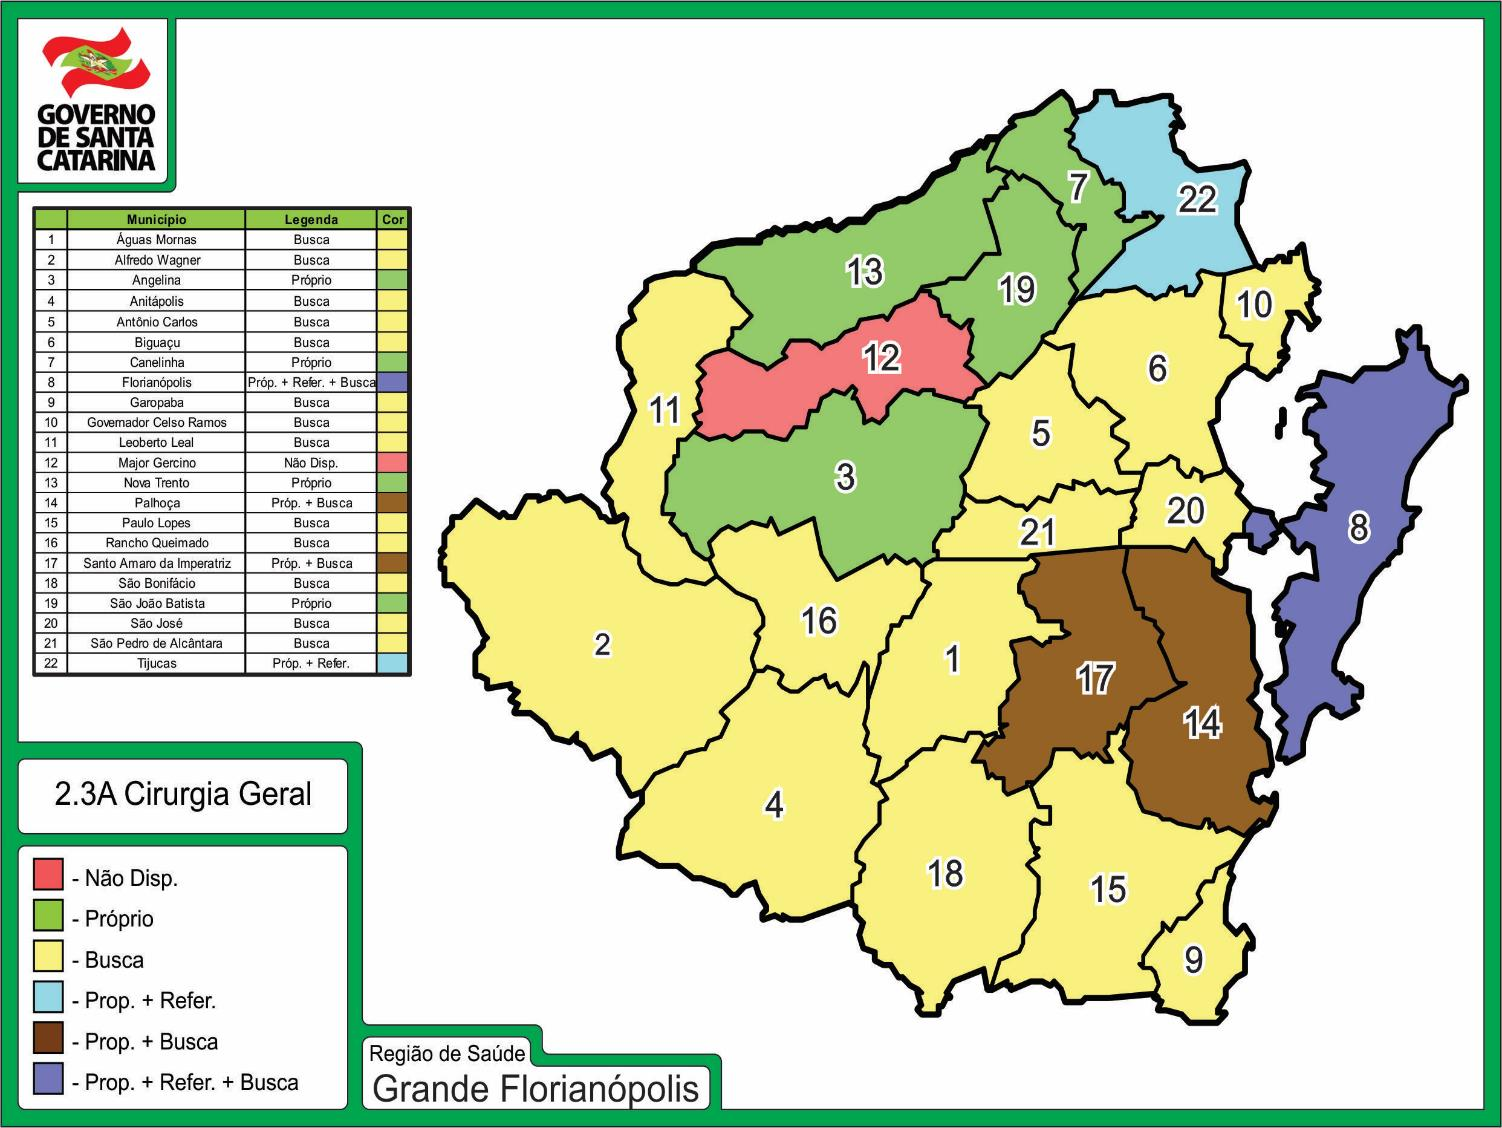 GOVERNO
DE SANTA
CATARINA
Município Legenda Cor
1 Águas Mornas Busca
2 Alfredo Wagner Busca
3 Angelina Próprio
4 Anitápolis Busca
5 Antônio Carlos Busca
6 Biguaçu Busca
7 Canelinha Próprio
8 Florianópolis Próp. + Refer. + Busca
9 Garopaba Busca
10 Governador Celso Ramos Busca
11 Leoberto Leal Busca
12 Major Gercino Não Disp.
13 Nova Trento Próprio
14 Palhoça Próp. + Busca
15 Paulo Lopes Busca
16 Rancho Queimado Busca
17 Santo Amaro da Imperatriz Próp. + Busca
18 São Bonifácio Busca
19 São João Batista Próprio
20 São José Busca
21 São Pedro de Alcântara Busca
22 Tijucas Próp. + Refer.
7
22
13
19
10
12
6
11
5
3
20
21
8
16
2
1
17
14
4
18
15
9
2.3A Cirurgia Geral
- Não Disp.
- Próprio
- Busca
- Prop. + Refer.
- Prop. + Busca
- Prop. + Refer. + Busca
Região de Saúde
Grande Florianópolis